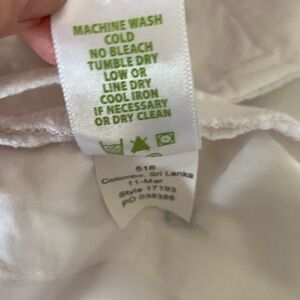 MACHINE WASH
COLD
NO BLEACH
TUMBLE DRY
LOW OR
LINE DRY
COOL IRON
IF NECESSARY
OR DRY CLEAN
516
Colombo, Sri Lanka
11-Mar
Style 17193
PO 038386